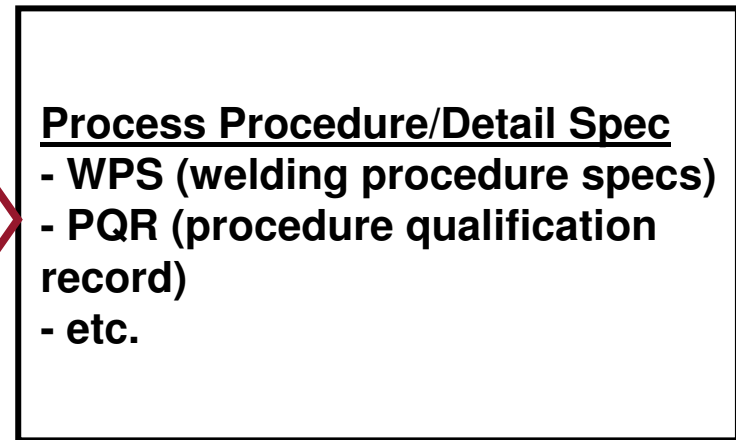 Process Procedure/Detail Spec
- WPS (welding procedure specs)
- PQR (procedure qualification
record)
- etc.